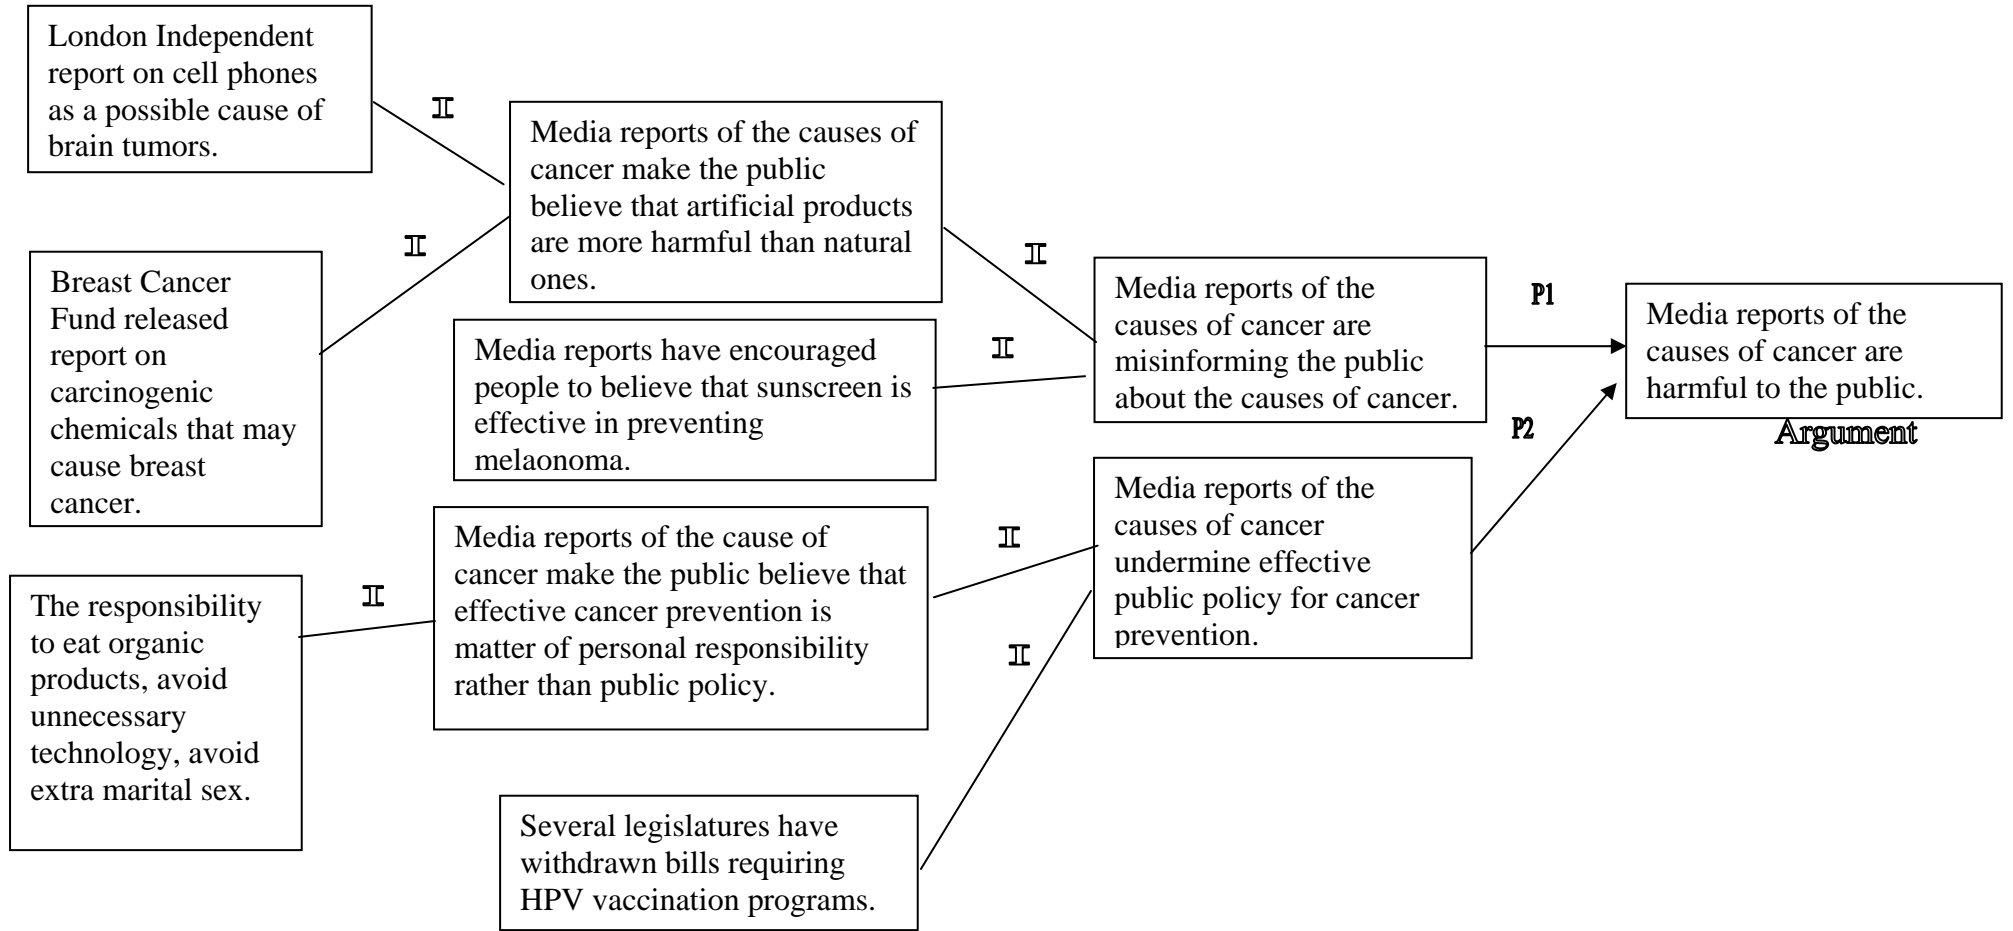 London Independent
report on cell phones
as a possible cause of
brain tumors.
I
Media reports of the causes of
cancer make the public
believe that artificial products
are more harmful than natural
ones.
I
Breast Cancer
Fund released
report on
carcinogenic
chemicals that may
cause breast
cancer.
I
Media reports have encouraged
people to believe that sunscreen is
effective in preventing
melaonoma.
I
Media reports of the
causes of cancer are
misinforming the public
about the causes of cancer.
P1
Media reports of the
causes of cancer are
harmful to the public.
Argument
P2
The responsibility
to eat organic
products, avoid
unnecessary
technology, avoid
extra marital sex.
I
Media reports of the cause of
cancer make the public believe that
effective cancer prevention is
matter of personal responsibility
rather than public policy.
I
Media reports of the
causes of cancer
undermine effective
public policy for cancer
prevention.
I
Several legislatures have
withdrawn bills requiring
HPV vaccination programs.